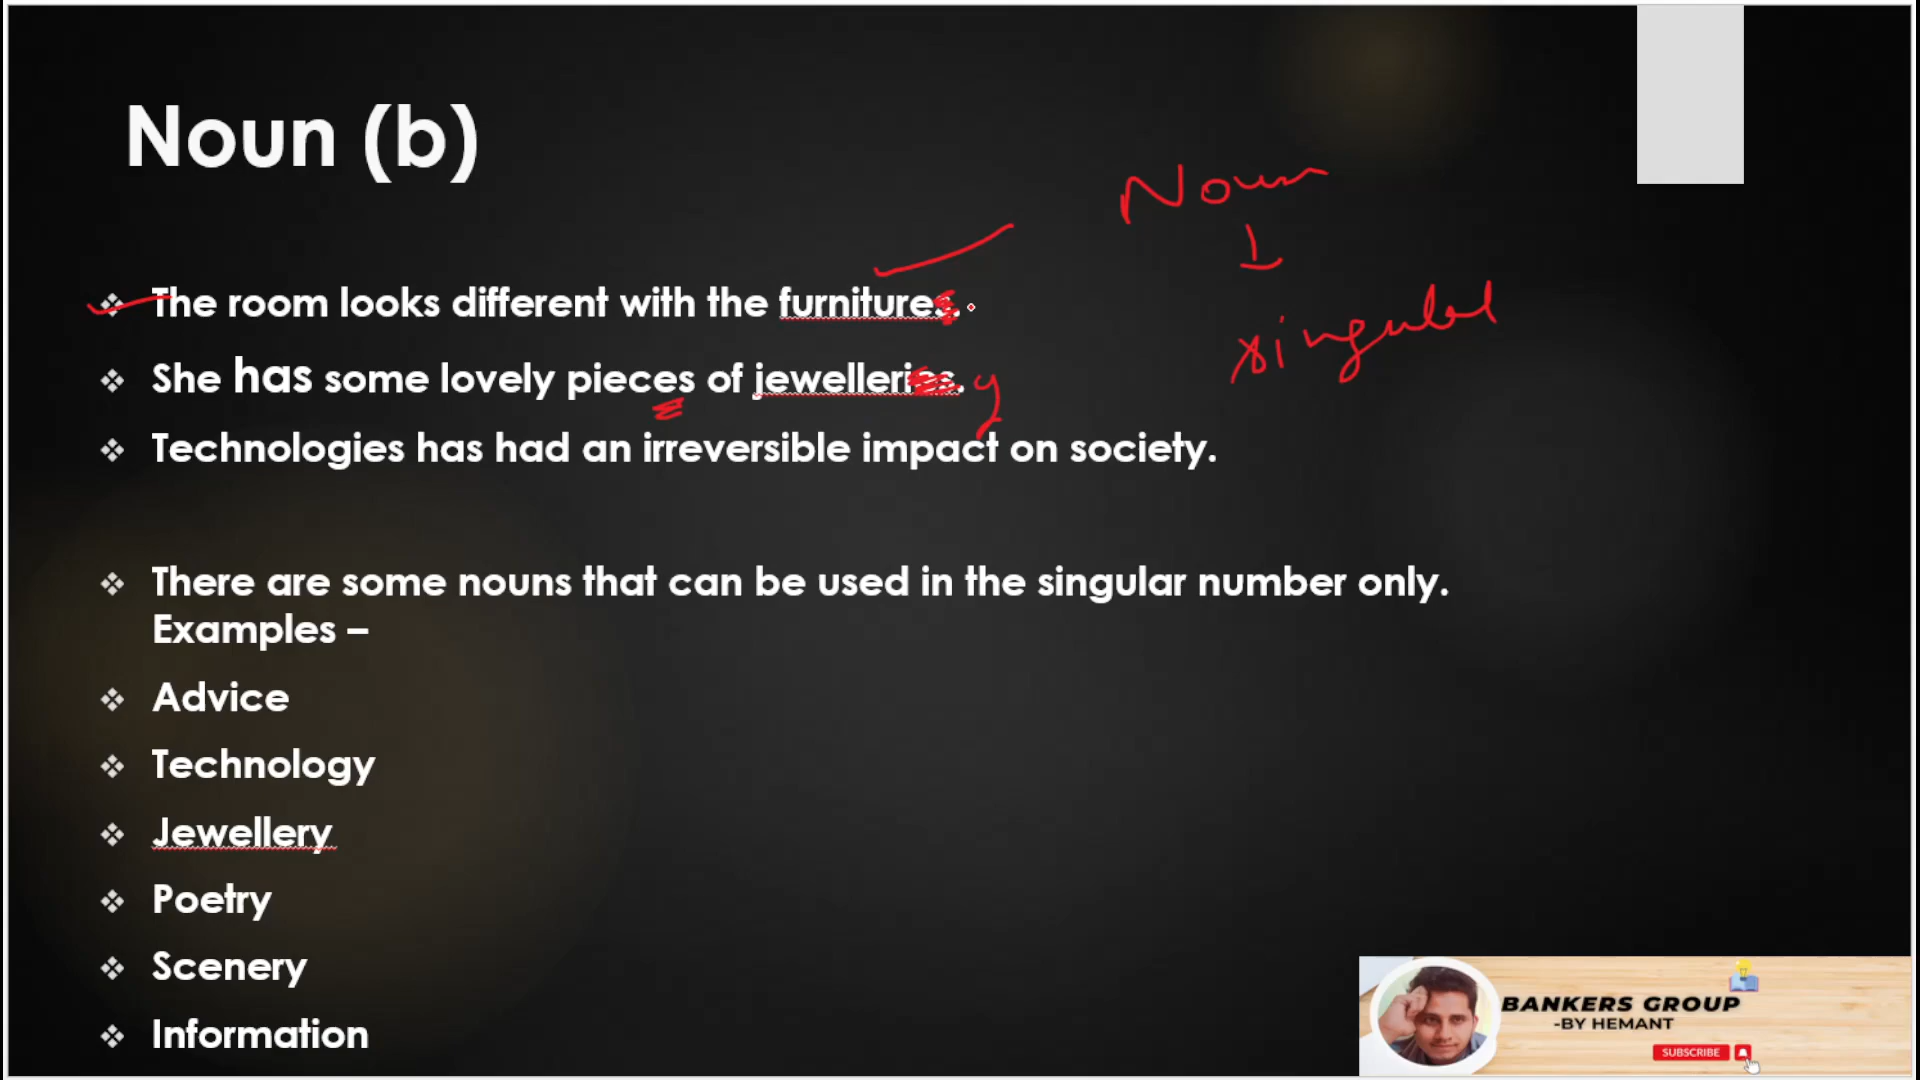 Noun (b)
Noun
The room looks different with the furnitures.
singular
She has some lovely pieces of jewelleries. y
Technologies has had an irreversible impact on society.
There are some nouns that can be used in the singular number only.
Examples –
Advice
Technology
Jewellery
Poetry
Scenery
Information
BANKERS GROUP
-BY HEMANT
SUBSCRIBE